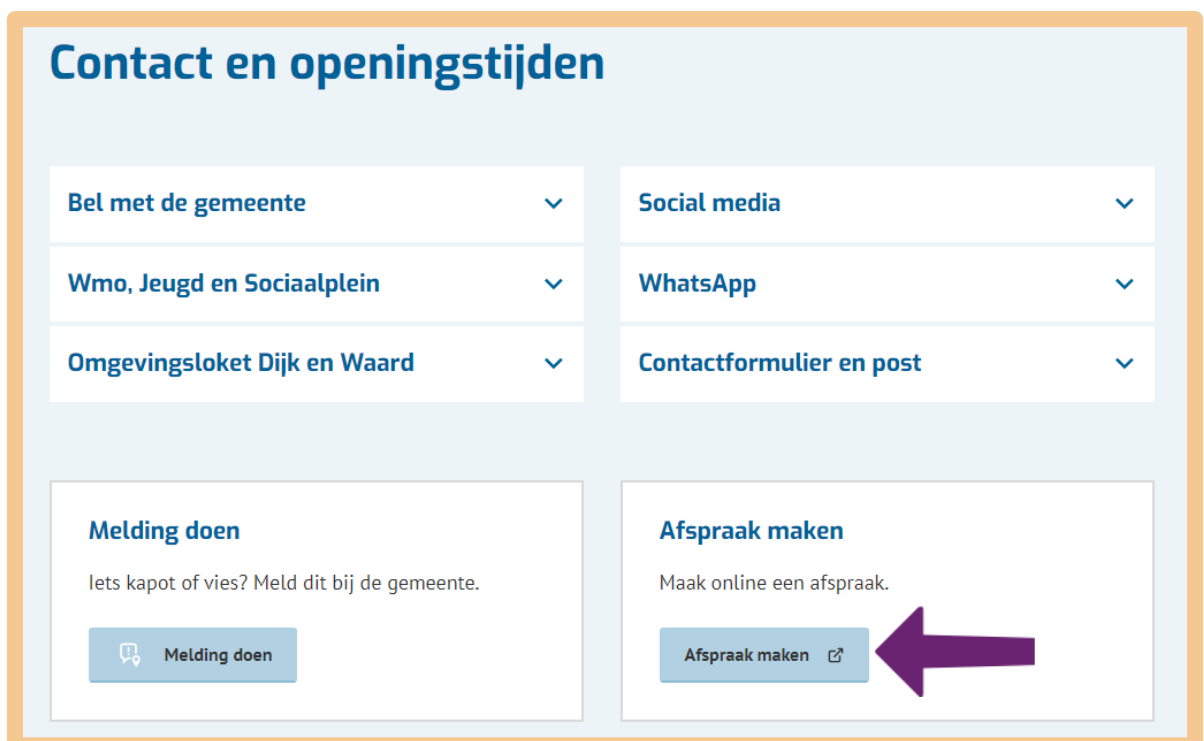 Contact en openingstijden
Bel met de gemeente
Social media
Wmo, Jeugd en Sociaalplein
WhatsApp
Omgevingsloket Dijk en Waard
Contactformulier en post
Melding doen
Iets kapot of vies? Meld dit bij de gemeente.
Melding doen
Afspraak maken
Maak online een afspraak.
Afspraak maken